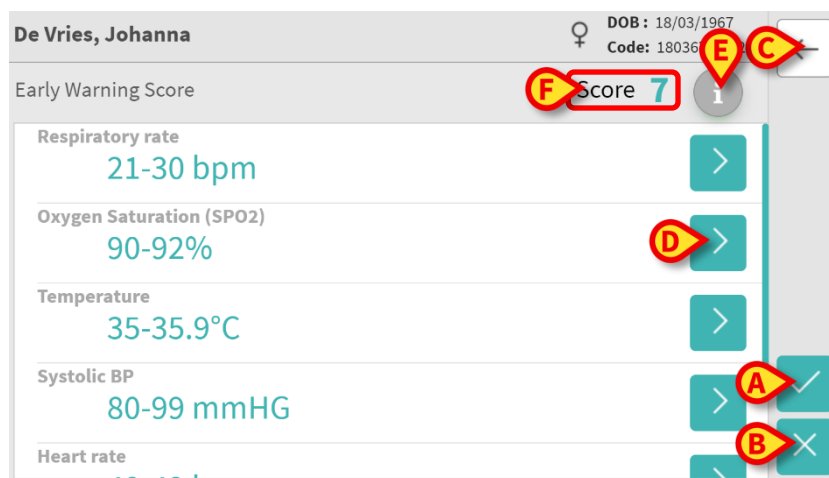 De Vries, Johanna
DOB : 18/03/1967
Code:
E
C
Early Warning Score
F
Score 7
i
Respiratory rate
21-30 bpm
Oxygen Saturation (SPO2)
90-92%
D
Temperature
35-35.9°C
Systolic BP
80-99 mmHG
A
B
Heart rate